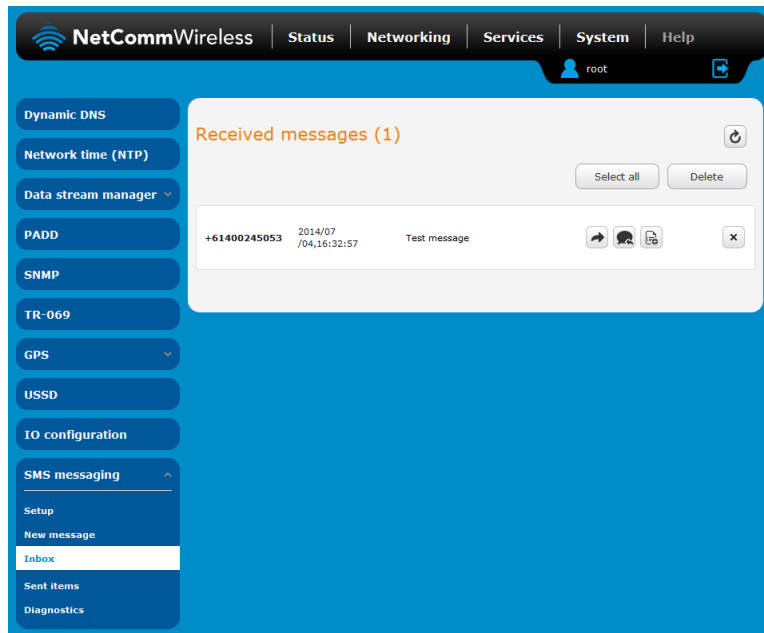 NetCommWireless Status Networking Services System Help
root
Dynamic DNS
Network time (NTP)
Data stream manager
PADD
SNMP
TR-069
GPS
USSD
IO configuration
SMS messaging
Setup
New message
Inbox
Sent items
Diagnostics
Received messages (1)
Select all Delete
+61400245053 2014/07
/04,16:32:57 Test message